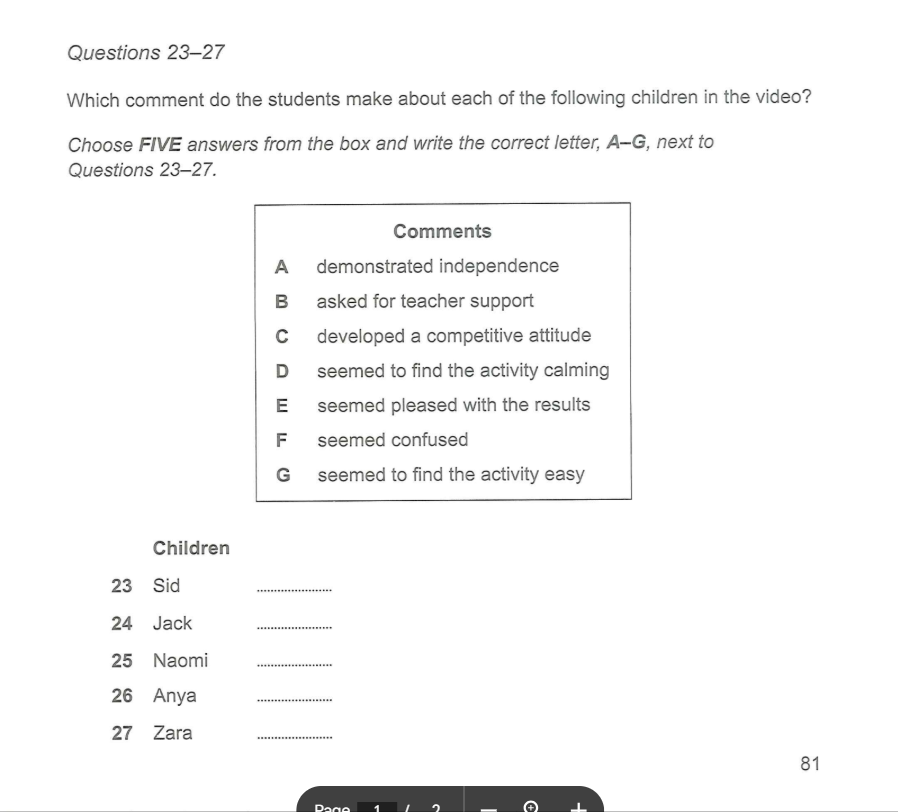 Questions 23–27
Which comment do the students make about each of the following children in the video?
Choose FIVE answers from the box and write the correct letter, A–G, next to
Questions 23–27.
Comments
A demonstrated independence
B asked for teacher support
C developed a competitive attitude
D seemed to find the activity calming
E seemed pleased with the results
F seemed confused
G seemed to find the activity easy
Children
23 Sid ........................
24 Jack ........................
25 Naomi ........................
26 Anya ........................
27 Zara ........................
81
Page 1 / 2